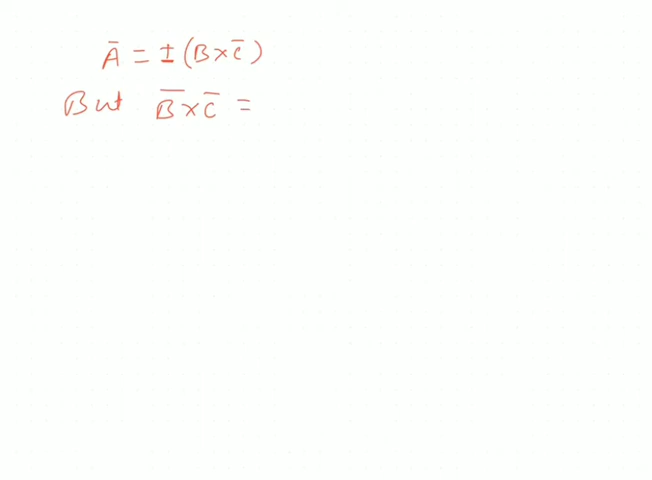 Ā = ± (B × C̄)
But B̄ × C̄ =